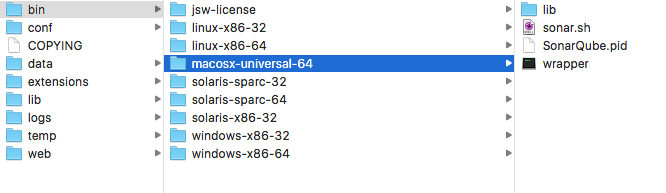 bin
conf
COPYING
data
extensions
lib
logs
temp
web
jsw-license
linux-x86-32
linux-x86-64
macosx-universal-64
solaris-sparc-32
solaris-sparc-64
solaris-x86-32
windows-x86-32
windows-x86-64
lib
sonar.sh
SonarQube.pid
wrapper